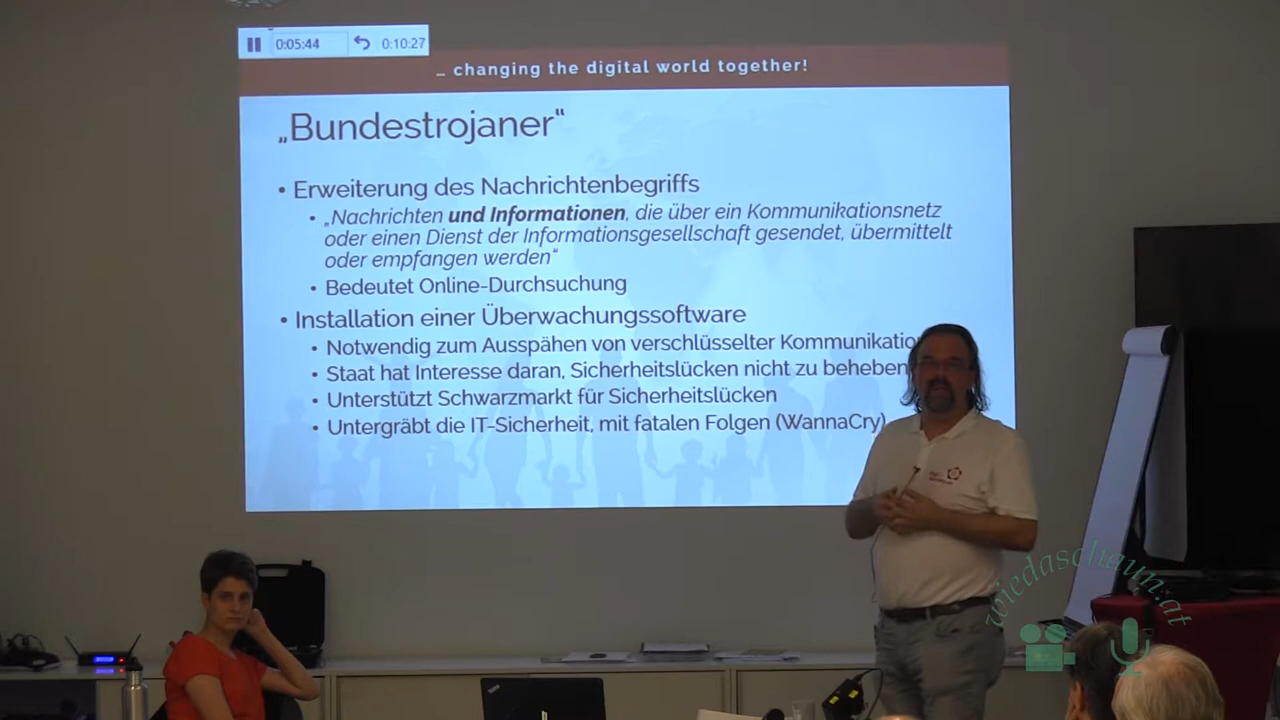 0:05:44
0:10:27
… changing the digital world together!
„Bundestrojaner“
• Erweiterung des Nachrichtenbegriffs
• „Nachrichten und Informationen, die über ein Kommunikationsnetz
oder einen Dienst der Informationsgesellschaft gesendet, übermittelt
oder empfangen werden“
• Bedeutet Online-Durchsuchung
• Installation einer Überwachungssoftware
• Notwendig zum Ausspähen von verschlüsselter Kommunikatio
• Staat hat Interesse daran, Sicherheitslücken nicht zu beheben
• Unterstützt Schwarzmarkt für Sicherheitslücken
• Untergräbt die IT-Sicherheit, mit fatalen Folgen (WannaCry)
wiedaschaun.at